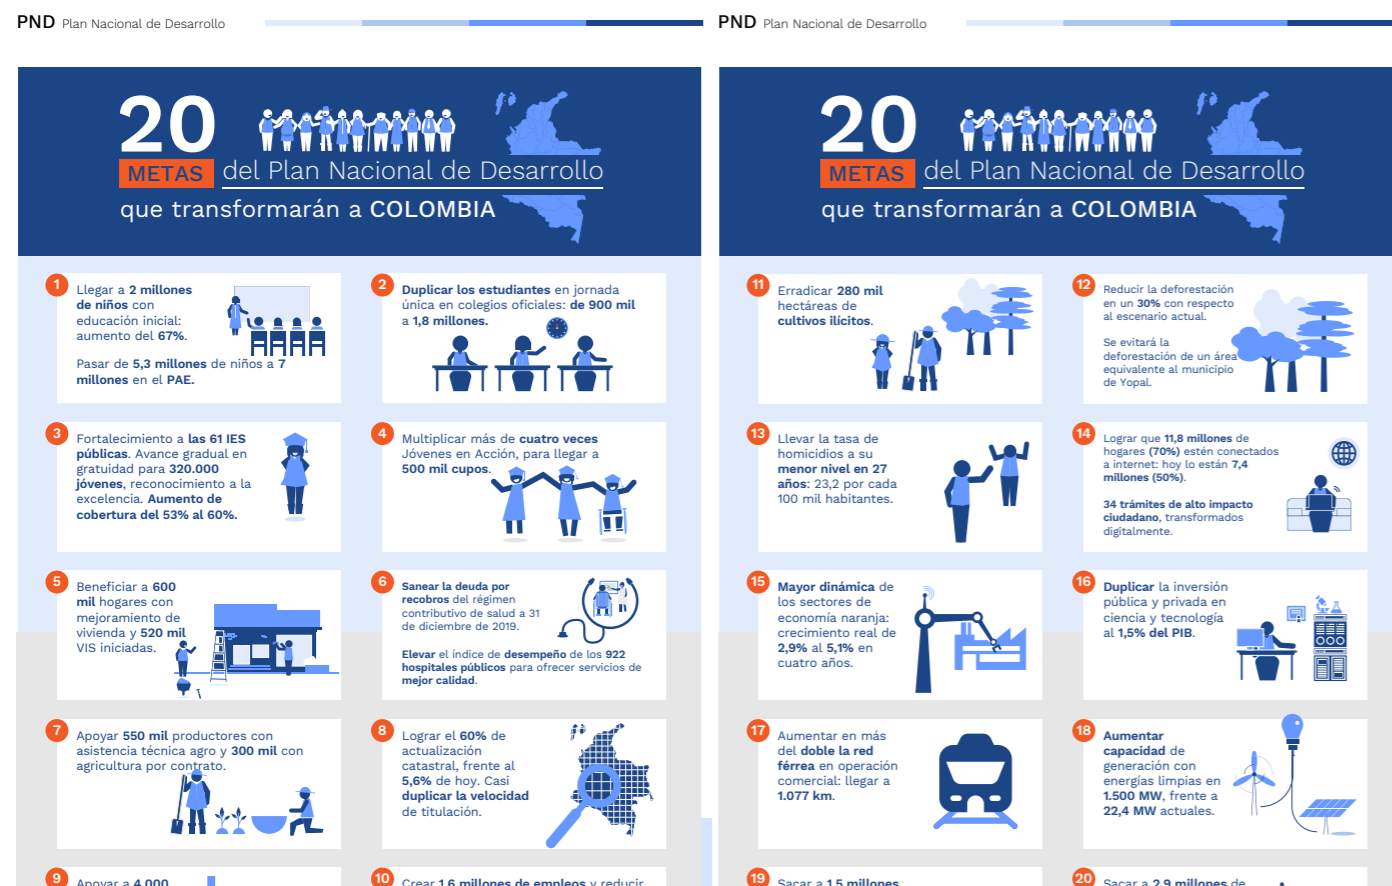 PND Plan Nacional de Desarrollo
20
METAS del Plan Nacional de Desarrollo
que transformarán a COLOMBIA
1
Llegar a 2 millones
de niños con
educación inicial:
aumento del 67%.
Pasar de 5,3 millones de niños a 7
millones en el PAE.
2
Duplicar los estudiantes en jornada
única en colegios oficiales: de 900 mil
a 1,8 millones.
3
Fortalecimiento a las 61 IES
públicas. Avance gradual en
gratuidad para 320.000
jóvenes, reconocimiento a la
excelencia. Aumento de
cobertura del 53% al 60%.
4
Multiplicar más de cuatro veces
Jóvenes en Acción, para llegar a
500 mil cupos.
5
Beneficiar a 600
mil hogares con
mejoramiento de
vivienda y 520 mil
VIS iniciadas.
6
Sanear la deuda por
recobros del régimen
contributivo de salud a 31
de diciembre de 2019.
Elevar el índice de desempeño de los 922
hospitales públicos para ofrecer servicios de
mejor calidad.
7
Apoyar 550 mil productores con
asistencia técnica agro y 300 mil con
agricultura por contrato.
8
Lograr el 60% de
actualización
catastral, frente al
5,6% de hoy. Casi
duplicar la velocidad
de titulación.
9
Apoyar a 4.000
10
Crear 1,6 millones de empleos y reducir
PND Plan Nacional de Desarrollo
20
METAS del Plan Nacional de Desarrollo
que transformarán a COLOMBIA
11
Erradicar 280 mil
hectáreas de
cultivos ilícitos.
12
Reducir la deforestación
en un 30% con respecto
al escenario actual.
Se evitará la
deforestación de un área
equivalente al municipio
de Yopal.
13
Llevar la tasa de
homicidios a su
menor nivel en 27
años: 23,2 por cada
100 mil habitantes.
14
Lograr que 11,8 millones de
hogares (70%) estén conectados
a internet: hoy lo están 7,4
millones (50%).
34 trámites de alto impacto
ciudadano, transformados
digitalmente.
15
Mayor dinámica de
los sectores de
economía naranja:
crecimiento real de
2,9% al 5,1% en
cuatro años.
16
Duplicar la inversión
pública y privada en
ciencia y tecnología
al 1,5% del PIB.
17
Aumentar en más
del doble la red
férrea en operación
comercial: llegar a
1.077 km.
18
Aumentar
capacidad de
generación con
energías limpias en
1.500 MW, frente a
22,4 MW actuales.
19
Sacar a 1,5 millones
20
Sacar a 2,9 millones de